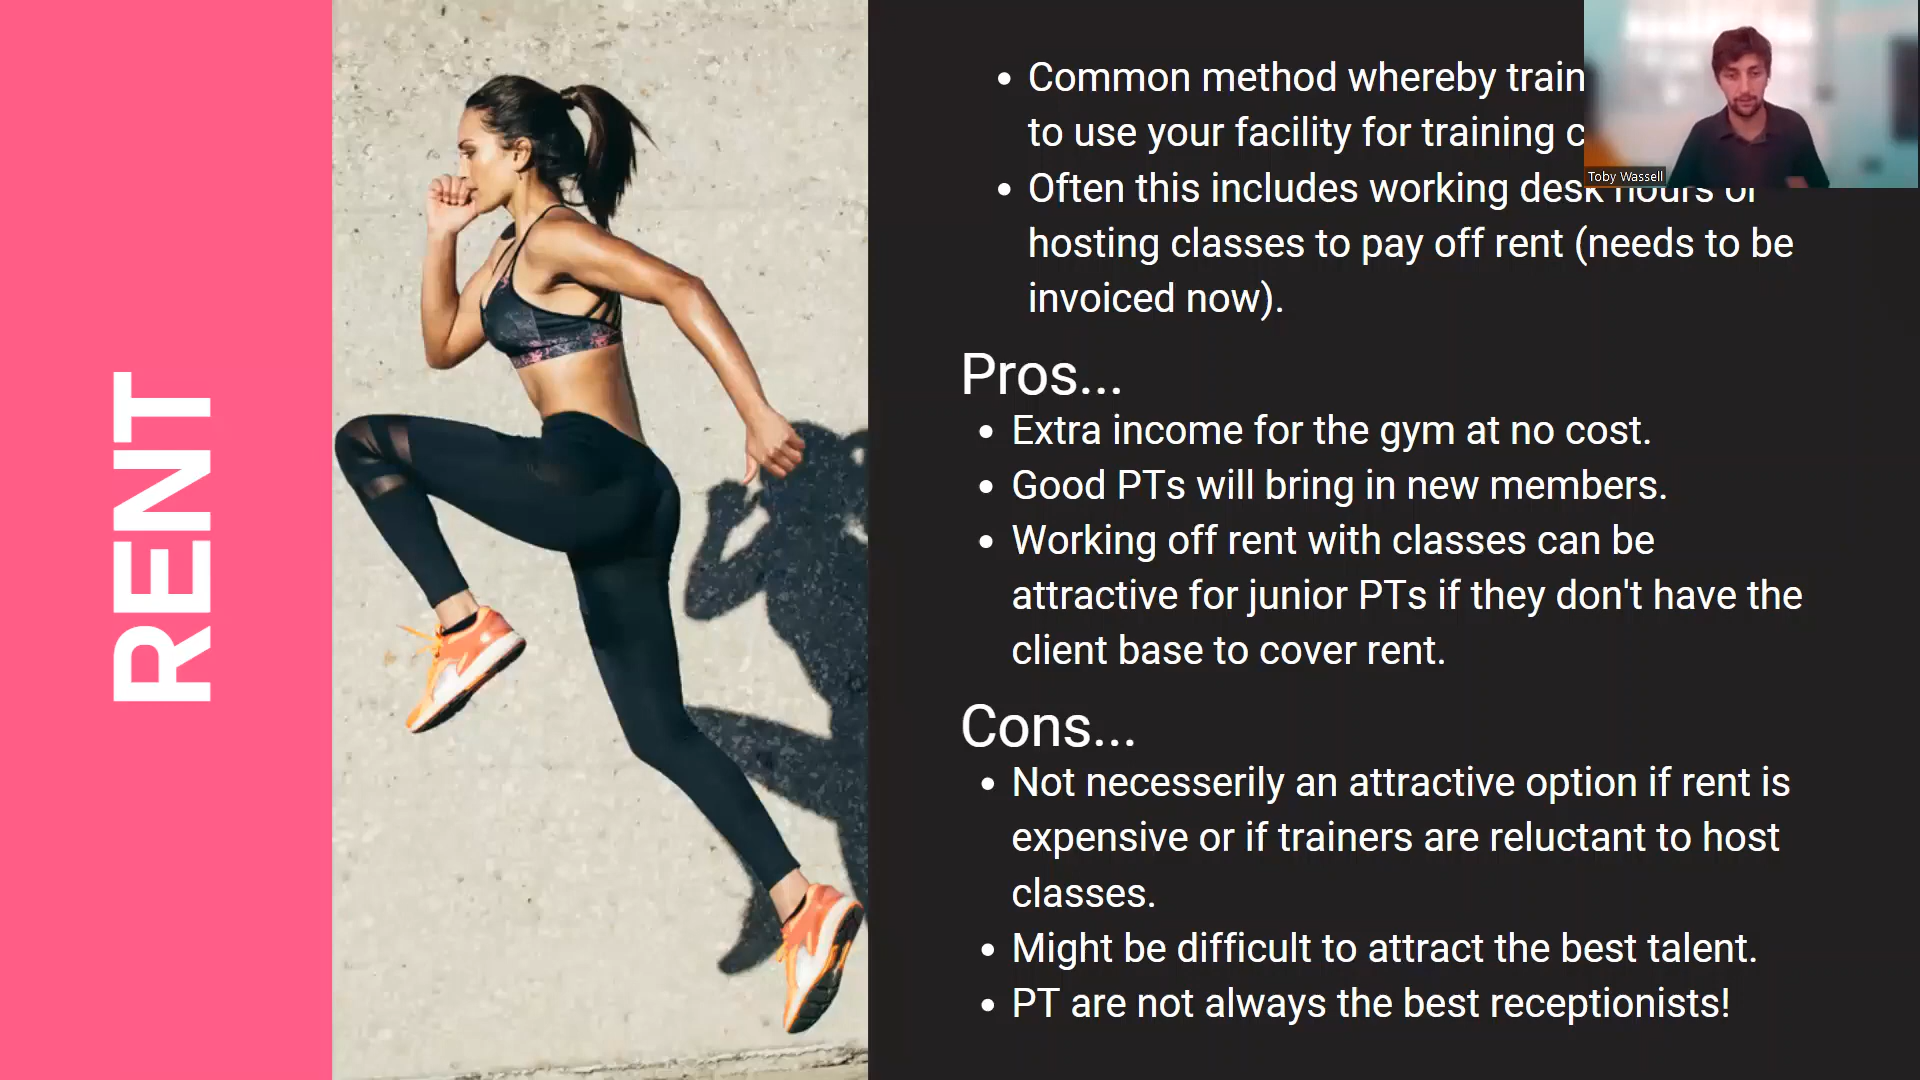 RENT
Common method whereby
to use your facility for training
Toby Wassell
Often this includes working desk hours or
hosting classes to pay off rent (needs to be
invoiced now).
Pros...
Extra income for the gym at no cost.
Good PTs will bring in new members.
Working off rent with classes can be
attractive for junior PTs if they don't have the
client base to cover rent.
Cons...
Not necesserily an attractive option if rent is
expensive or if trainers are reluctant to host
classes.
Might be difficult to attract the best talent.
PT are not always the best receptionists!